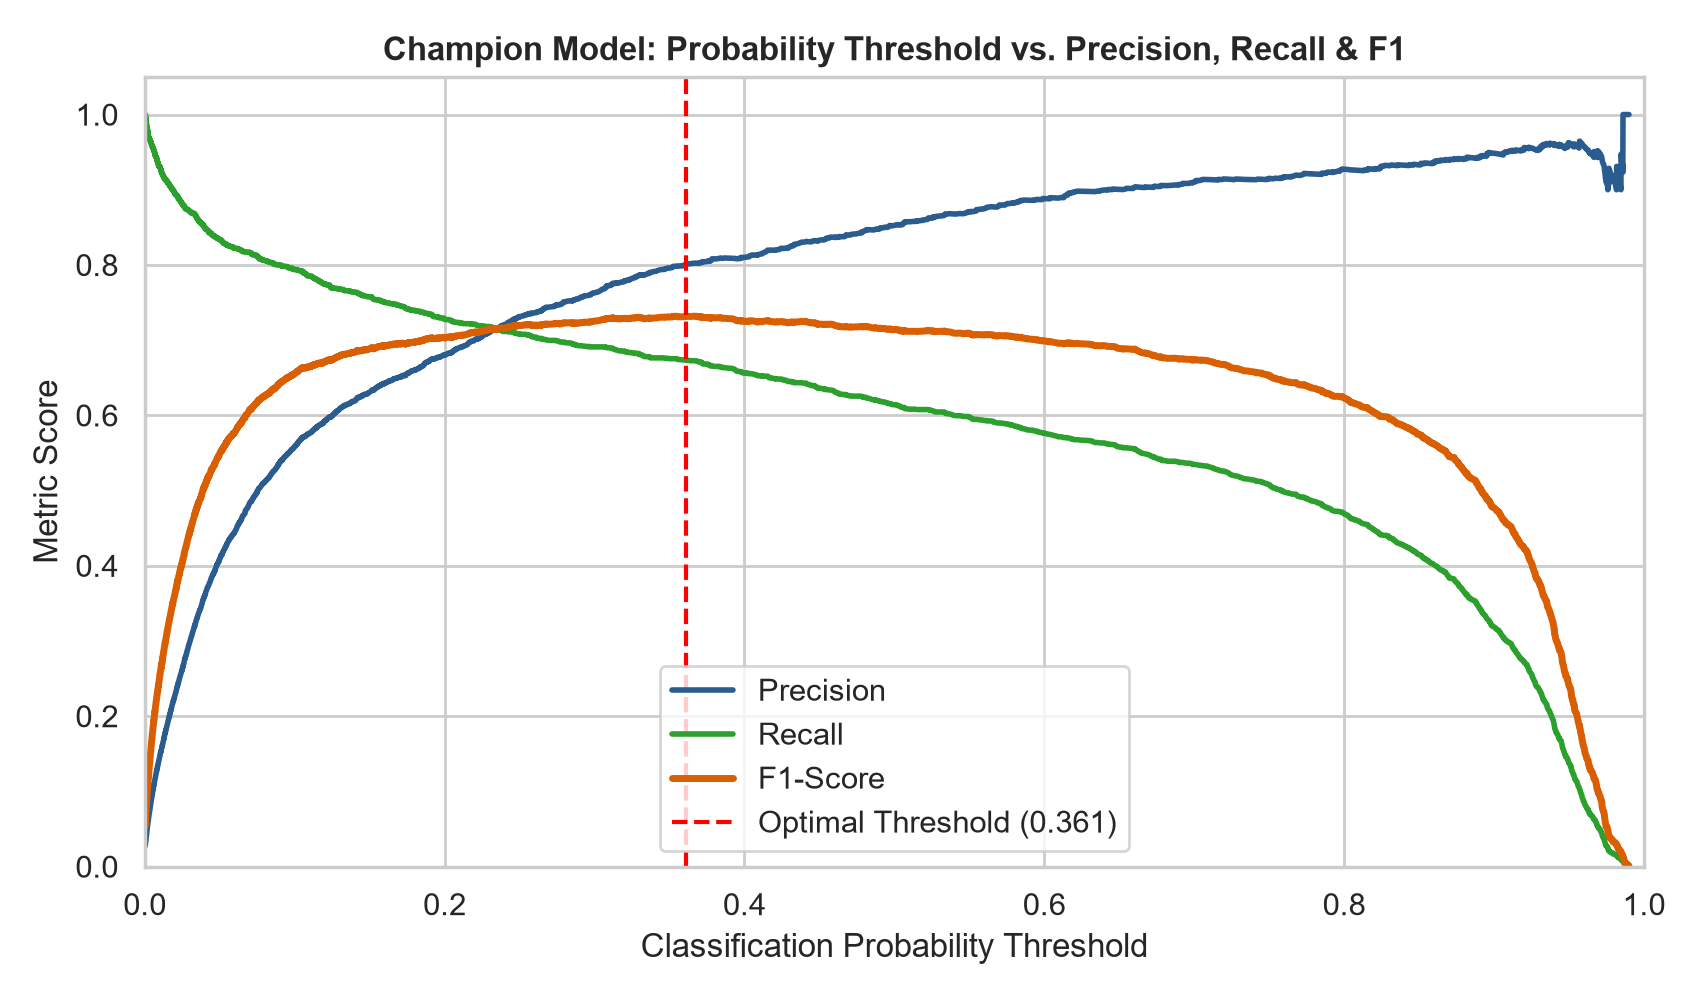 Champion Model: Probability Threshold vs. Precision, Recall & F1
Metric Score
1.0
0.8
0.6
0.4
0.2
0.0
Precision
Recall
F1-Score
Optimal Threshold (0.361)
0.0 0.2 0.4 0.6 0.8 1.0
Classification Probability Threshold